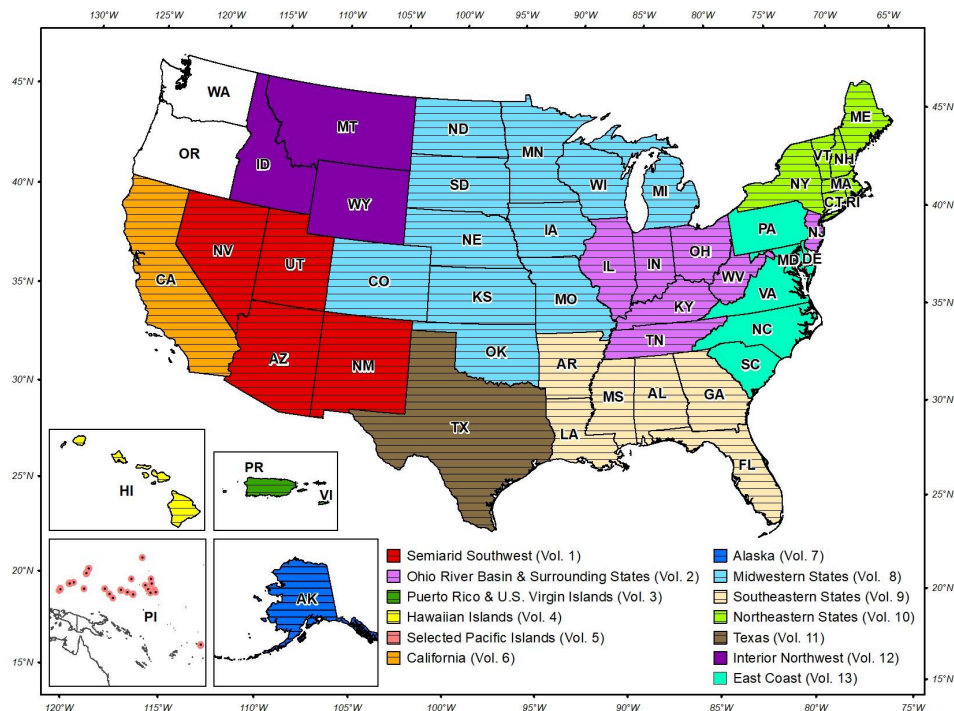 130°W 125°W 120°W 115°W 110°W 105°W 100°W 95°W 90°W 85°W 80°W 75°W 70°W 65°W
45°N
WA
MT
ND
ME
45°N
OR
ID
MN
VT
NH
SD
WI
MI
NY
MA
40°N
WY
CT
RI
40°N
IA
PA
NJ
NV
NE
OH
UT
IL
IN
MD
DE
CA
CO
WV
35°N
KS
MO
KY
VA
35°N
TN
NC
AZ
NM
OK
AR
SC
30°N
MS
AL
GA
30°N
TX
LA
FL
25°N
PR
HI
VI
25°N
20°N
Semiarid Southwest (Vol. 1)
Alaska (Vol. 7)
Ohio River Basin & Surrounding States (Vol. 2)
Midwestern States (Vol. 8)
20°N
Puerto Rico & U.S. Virgin Islands (Vol. 3)
Southeastern States (Vol. 9)
AK
PI
Hawaiian Islands (Vol. 4)
Northeastern States (Vol. 10)
Selected Pacific Islands (Vol. 5)
Texas (Vol. 11)
15°N
California (Vol. 6)
Interior Northwest (Vol. 12)
East Coast (Vol. 13)
15°N
120°W 115°W 110°W 105°W 100°W 95°W 90°W 85°W 80°W 75°W